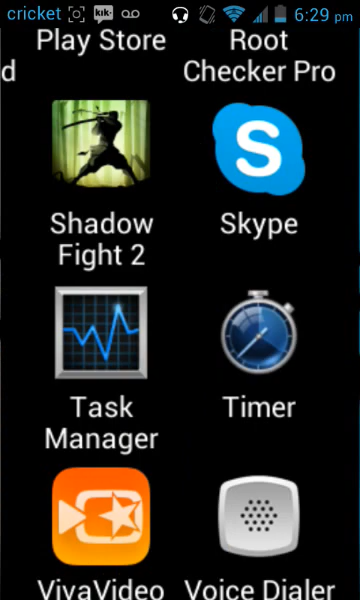 cricket kik· 6:29 pm
Play Store Root
d Checker Pro
S
Shadow Skype
Fight 2
Task Timer
Manager
VivaVideo Voice Dialer